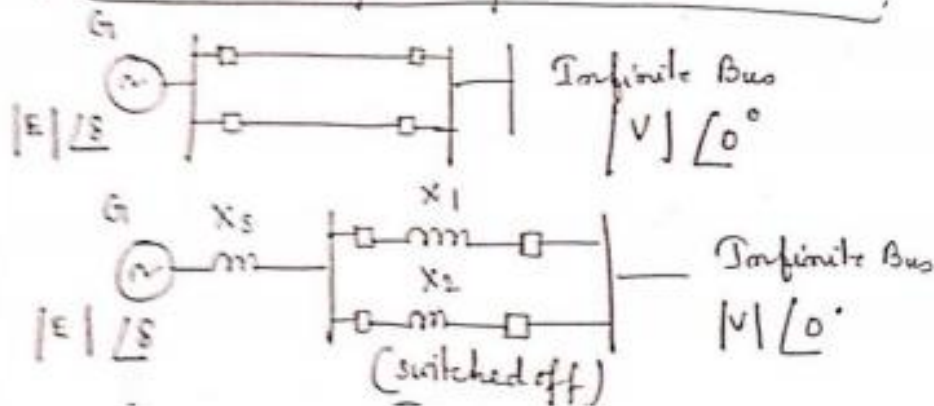 G
Infinite Bus
|E| ∠δ
|V| ∠0°
G Xs X1
X2
Infinite Bus
|E| ∠δ
|V| ∠0°
(switched off)